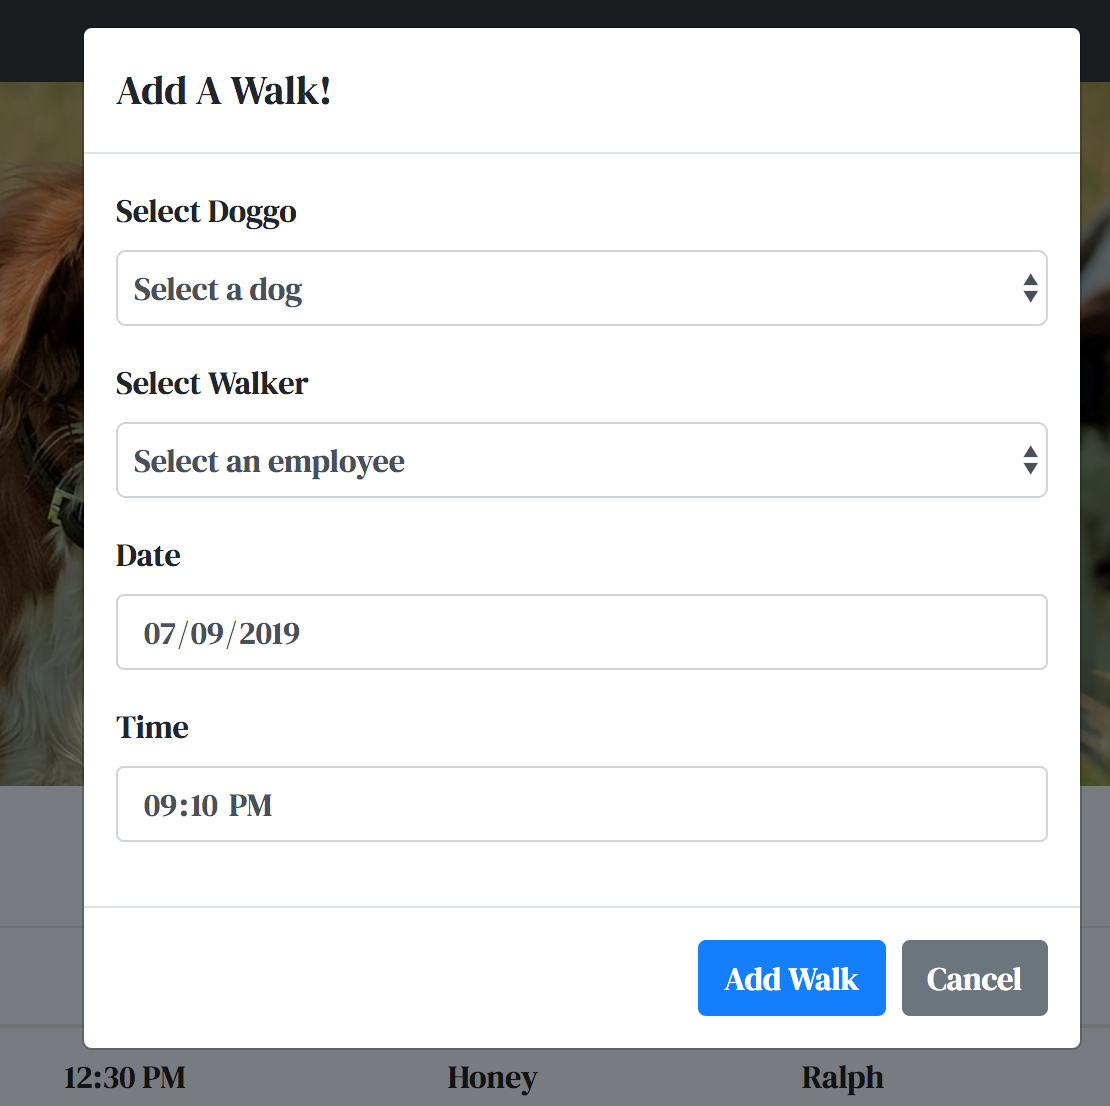 Add A Walk!
Select Doggo
Select a dog
Select Walker
Select an employee
Date
07/09/2019
Time
09:10 PM
Add Walk Cancel
12:30 PM Honey Ralph